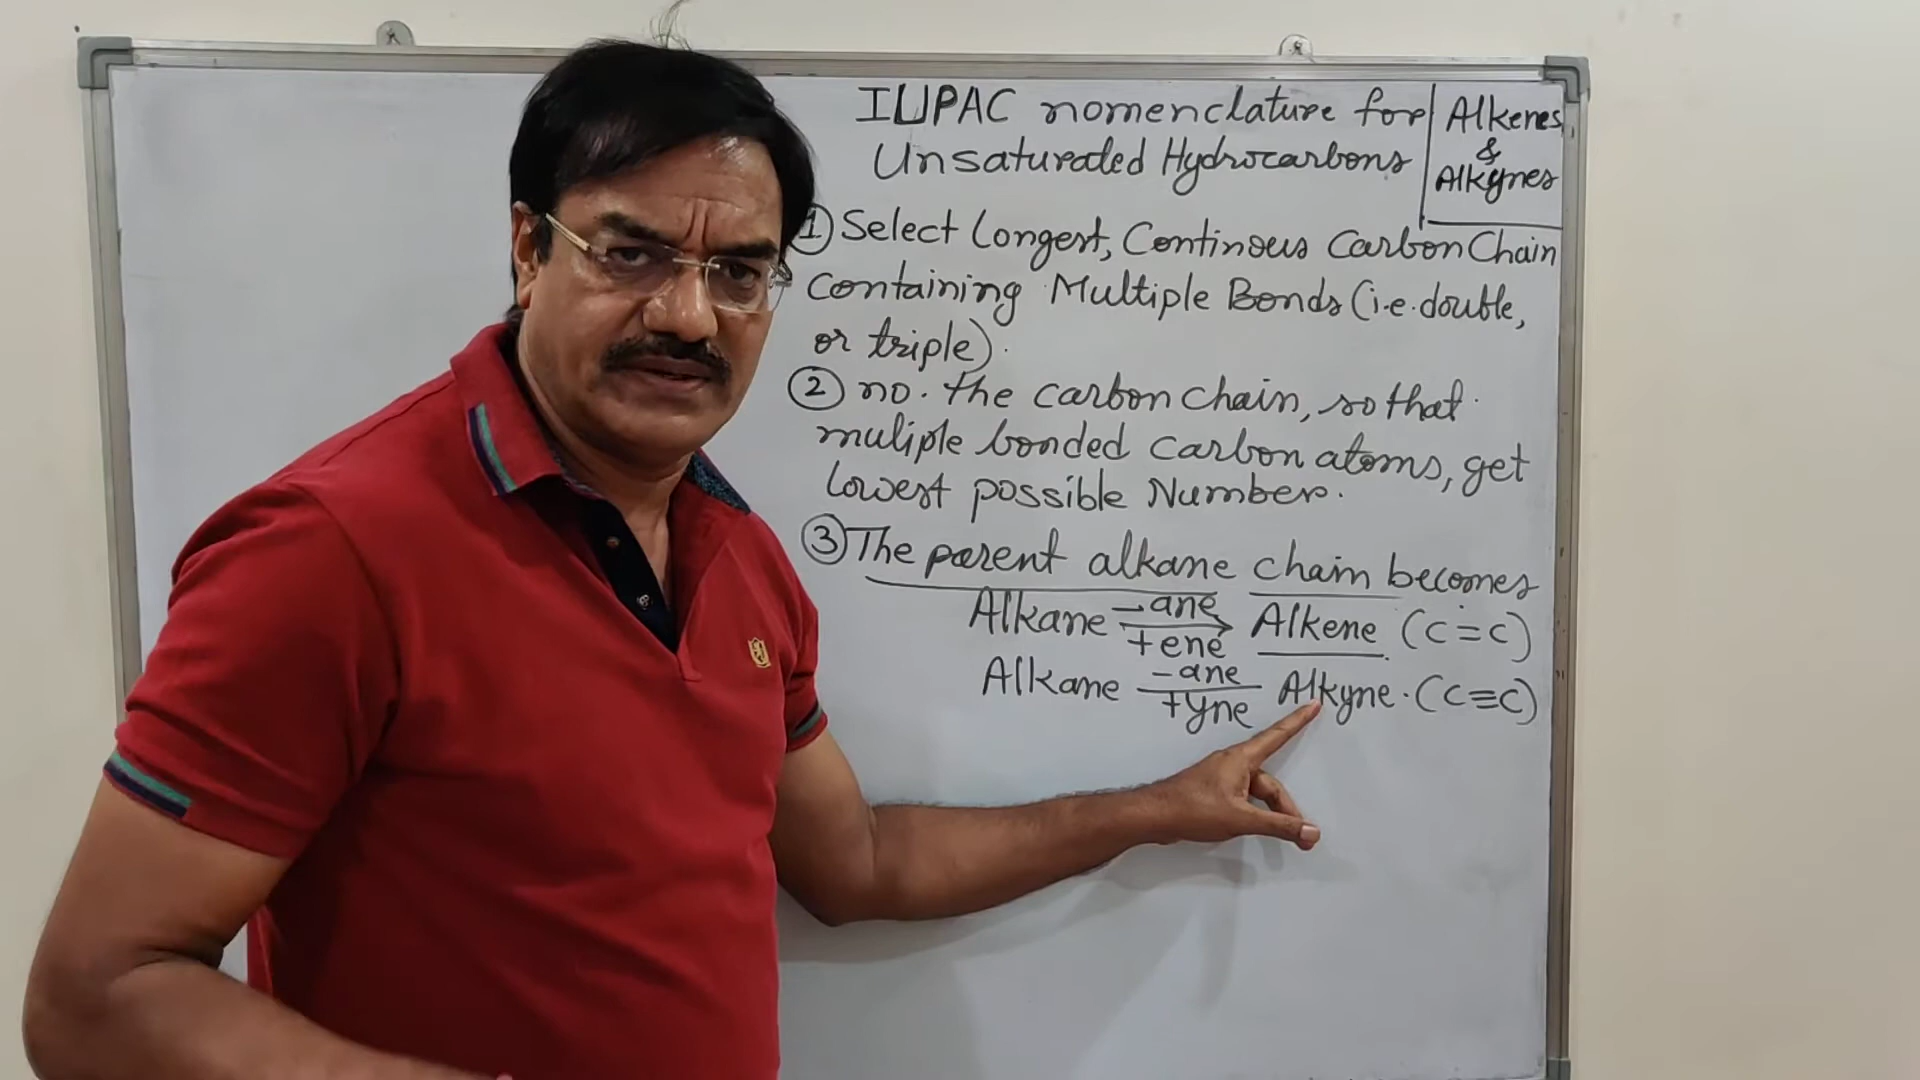 IUPAC nomenclature for
Unsaturated Hydrocarbons
Alkenes
&
Alkynes
① Select Longest, Continous Carbon Chain
containing Multiple Bonds (i.e. double,
or triple).
② no. the carbon chain, so that
muliple bonded carbon atoms, get
lowest possible Number.
③ The parent alkane chain becomes
Alkane -ane +ene → Alkene (C=C)
Alkane -ane +yne Alkyne. (C≡C)